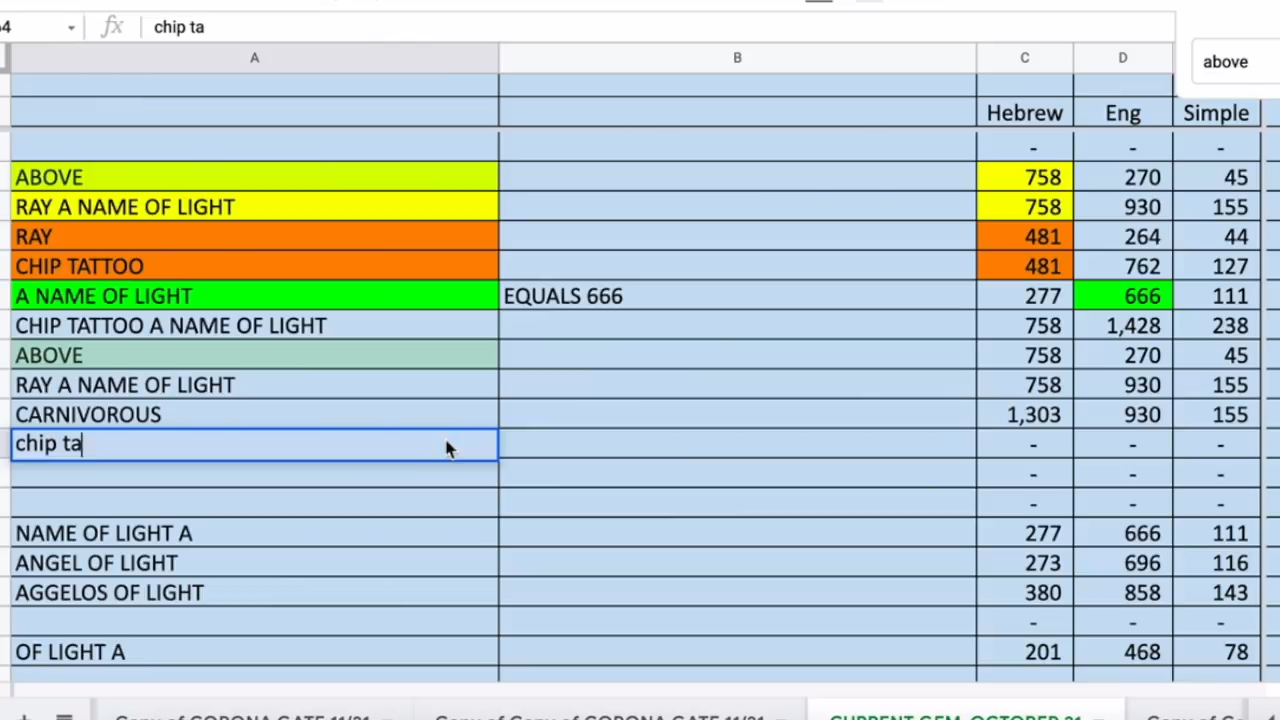 64 fx chip ta
above
A B C D
Hebrew Eng Simple
- - -
ABOVE 758 270 45
RAY A NAME OF LIGHT 758 930 155
RAY 481 264 44
CHIP TATTOO 481 762 127
A NAME OF LIGHT EQUALS 666 277 666 111
CHIP TATTOO A NAME OF LIGHT 758 1,428 238
ABOVE 758 270 45
RAY A NAME OF LIGHT 758 930 155
CARNIVOROUS 1,303 930 155
chip ta - - -
- - -
- - -
NAME OF LIGHT A 277 666 111
ANGEL OF LIGHT 273 696 116
AGGELOS OF LIGHT 380 858 143
- - -
OF LIGHT A 201 468 78
Copy of CORONA GATE 11/21 Copy of Copy of CORONA GATE 11/21 CURRENT GEM. OCTOBER 21 Copy of C